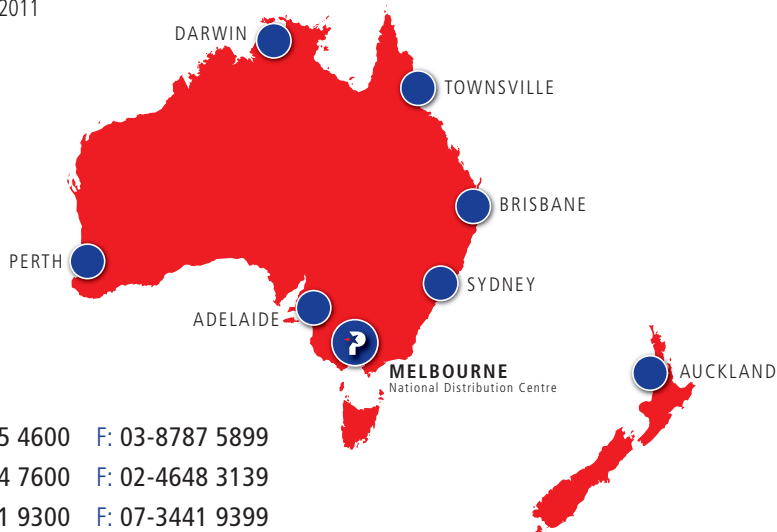 2011
DARWIN
TOWNSVILLE
BRISBANE
PERTH
SYDNEY
ADELAIDE
MELBOURNE
National Distribution Centre
AUCKLAND
5 4600 F: 03-8787 5899
4 7600 F: 02-4648 3139
1 9300 F: 07-3441 9399